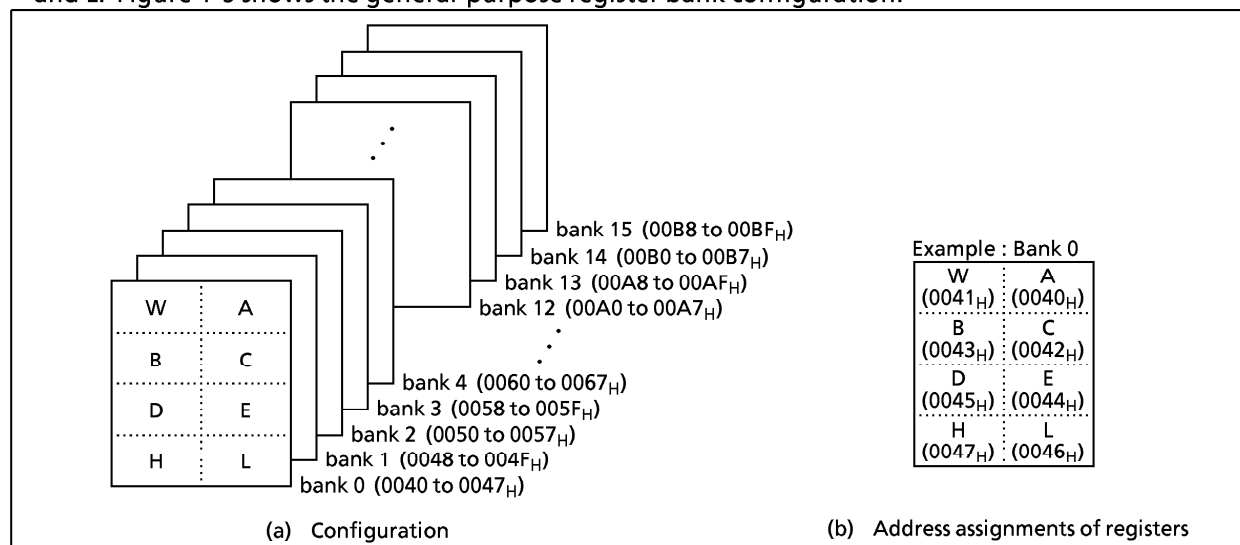 and L. Figure 1-5 shows the general-purpose register bank configuration.
bank 15 (00B8 to 00BFH)
bank 14 (00B0 to 00B7H)
bank 13 (00A8 to 00AFH)
bank 12 (00A0 to 00A7H)
bank 4 (0060 to 0067H)
bank 3 (0058 to 005FH)
bank 2 (0050 to 0057H)
bank 1 (0048 to 004FH)
bank 0 (0040 to 0047H)
W A
B C
D E
H L
(a) Configuration
Example : Bank 0
W A
(0041H) (0040H)
B C
(0043H) (0042H)
D E
(0045H) (0044H)
H L
(0047H) (0046H)
(b) Address assignments of registers